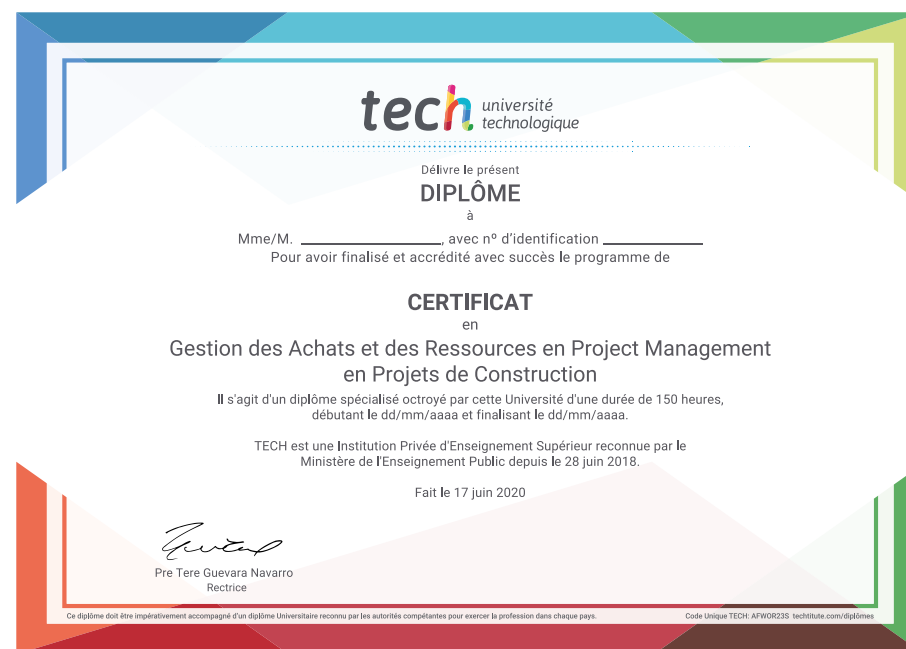 tech université
technologique
Délivre le présent
DIPLÔME
à
Mme/M. ____________________, avec nº d'identification ______________
Pour avoir finalisé et accrédité avec succès le programme de
CERTIFICAT
en
Gestion des Achats et des Ressources en Project Management
en Projets de Construction
Il s'agit d'un diplôme spécialisé octroyé par cette Université d'une durée de 150 heures,
débutant le dd/mm/aaaa et finalisant le dd/mm/aaaa.
TECH est une Institution Privée d'Enseignement Supérieur reconnue par le
Ministère de l'Enseignement Public depuis le 28 juin 2018.
Fait le 17 juin 2020
Pre Tere Guevara Navarro
Rectrice
Ce diplôme doit être impérativement accompagné d'un diplôme Universitaire reconnu par les autorités compétentes pour exercer la profession dans chaque pays.
Code Unique TECH: AFWOR23S techtitute.com/diplômes